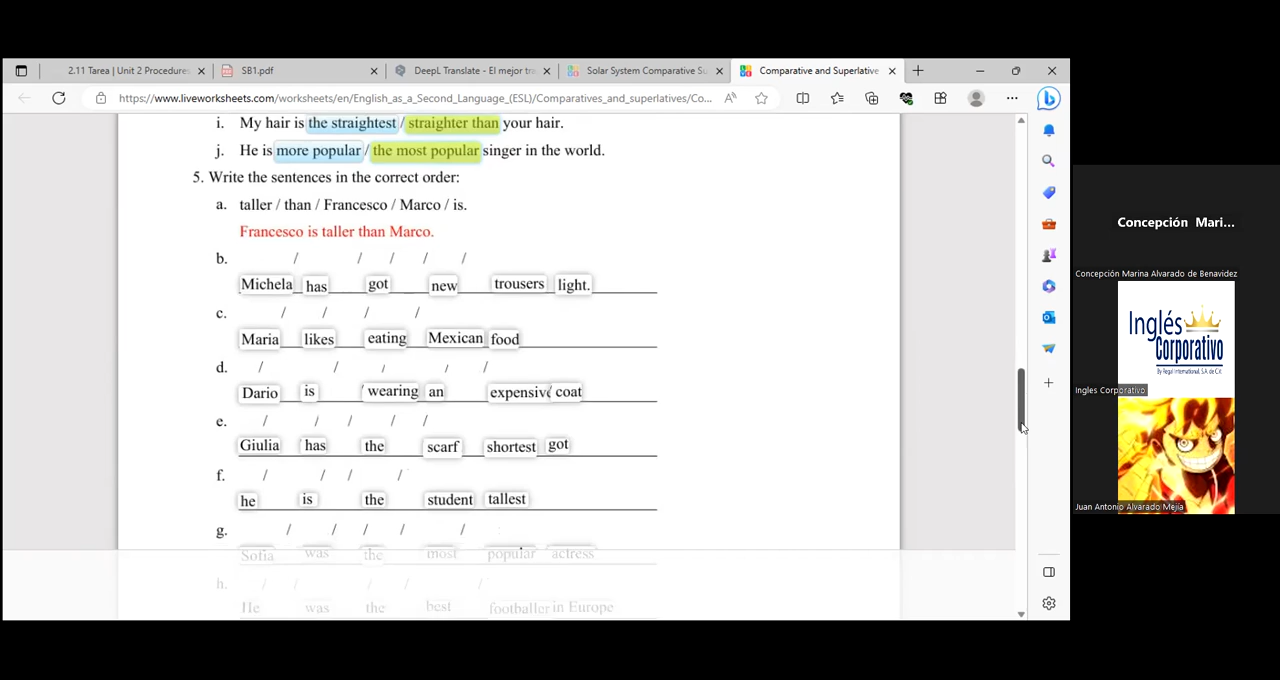 2.11 Tarea | Unit 2 Procedures
SB1.pdf
DeepL Translate - El mejor tr
Solar System Comparative Su
Comparative and Superlative
https://www.liveworksheets.com/worksheets/en/English_as_a_Second_Language_(ESL)/Comparatives_and_superlatives/Co...
i. My hair is the straightest / straighter than your hair.
j. He is more popular / the most popular singer in the world.
5. Write the sentences in the correct order:
a. taller / than / Francesco / Marco / is.
Francesco is taller than Marco.
b. / / / / /
Michela has got new trousers light.
c. / / / /
Maria likes eating Mexican food
d. / / / / /
Dario is wearing an expensive coat
e. / / / / /
Giulia has the scarf shortest got
f. / / / /
he is the student tallest
g. / / / / /
Sofia was the most popular actress
h. / / / / /
He was the best footballer in Europe
Concepción Mari...
Concepción Marina Alvarado de Benavidez
Inglés
Corporativo
By Regal International, S.A. de C.V.
Ingles Corporativo
Juan Antonio Alvarado Mejia